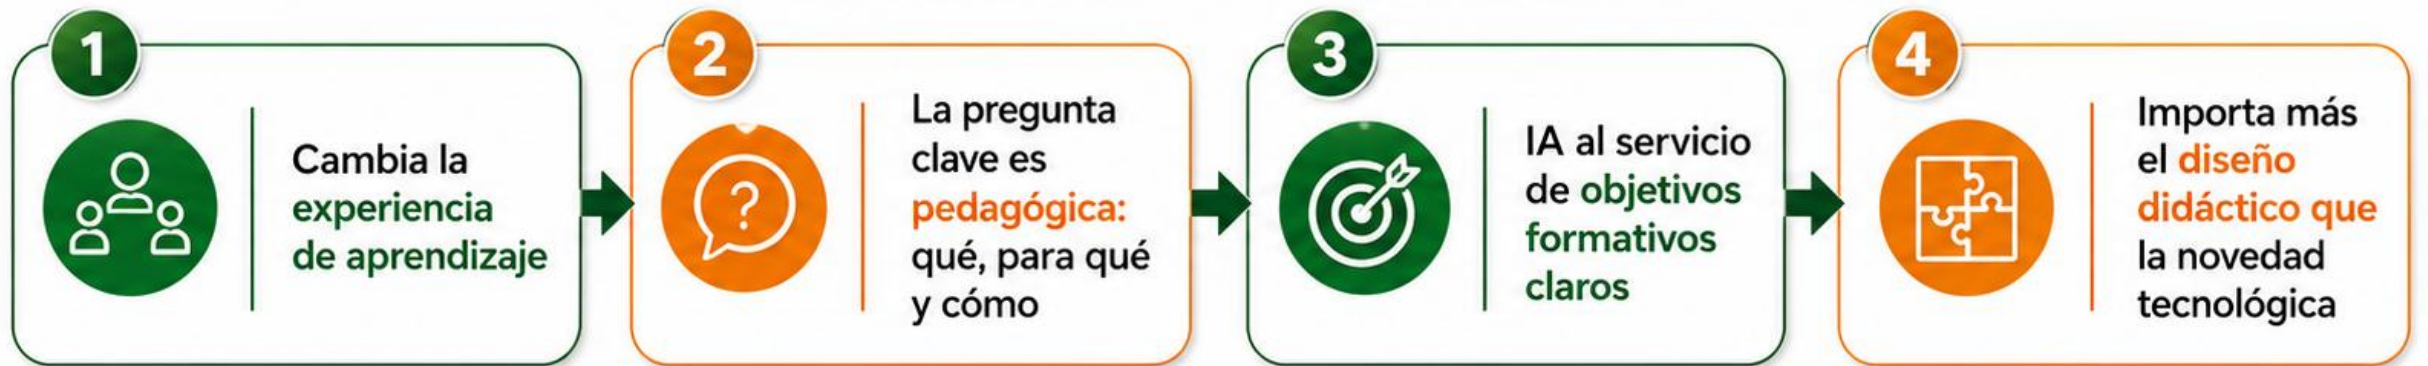 1
Cambia la
experiencia
de aprendizaje
2
La pregunta
clave es
pedagógica:
qué, para qué
y cómo
3
IA al servicio
de objetivos
formativos
claros
4
Importa más
el diseño
didáctico que
la novedad
tecnológica